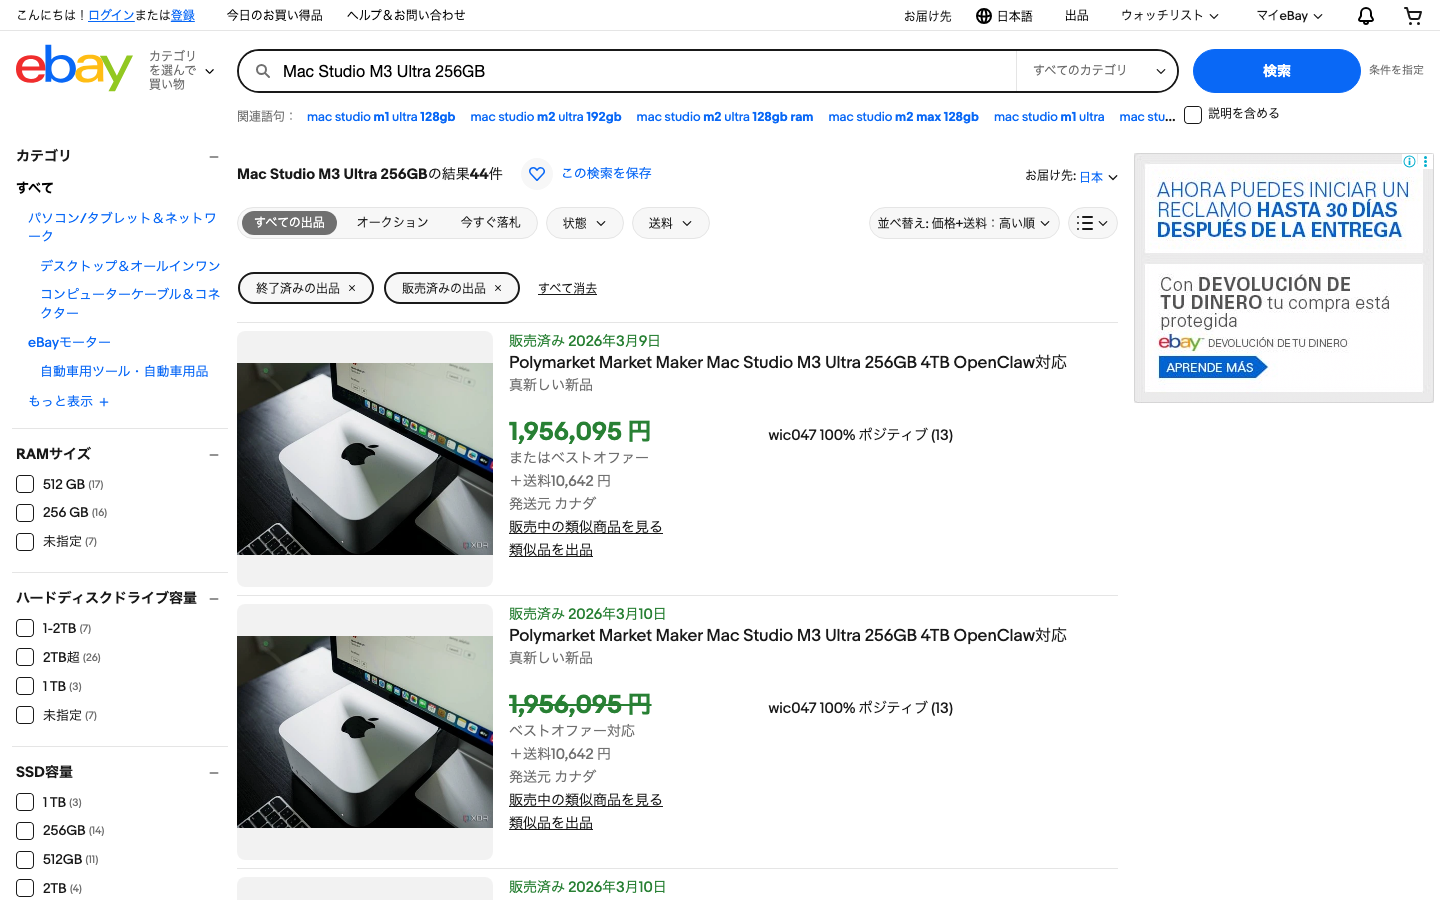 こんにちは！ログインまたは登録
今日のお買い得品
ヘルプ＆お問い合わせ
お届け先
日本語
出品
ウォッチリスト
マイeBay
ebay
カテゴリを選んで買い物
Mac Studio M3 Ultra 256GB
すべてのカテゴリ
検索
条件を指定
関連語句：
mac studio m1 ultra 128gb
mac studio m2 ultra 192gb
mac studio m2 ultra 128gb ram
mac studio m2 max 128gb
mac studio m1 ultra
mac stu...
説明を含める
カテゴリ
すべて
パソコン/タブレット＆ネットワーク
デスクトップ＆オールインワン
コンピューターケーブル＆コネクター
eBayモーター
自動車用ツール・自動車用品
もっと表示
RAMサイズ
512 GB (17)
256 GB (16)
未指定 (7)
ハードディスクドライブ容量
1-2TB (7)
2TB超 (26)
1 TB (3)
未指定 (7)
SSD容量
1 TB (3)
256GB (14)
512GB (11)
2TB (4)
Mac Studio M3 Ultra 256GBの結果44件
この検索を保存
お届け先: 日本
すべての出品
オークション
今すぐ落札
状態
送料
並べ替え: 価格+送料：高い順
終了済みの出品 ×
販売済みの出品 ×
すべて消去
販売済み 2026年3月9日
Polymarket Market Maker Mac Studio M3 Ultra 256GB 4TB OpenClaw対応
真新しい新品
1,956,095 円
またはベストオファー
＋送料10,642 円
発送元 カナダ
販売中の類似商品を見る
類似品を出品
wic047 100% ポジティブ (13)
XDA
販売済み 2026年3月10日
Polymarket Market Maker Mac Studio M3 Ultra 256GB 4TB OpenClaw対応
真新しい新品
1,956,095 円
ベストオファー対応
＋送料10,642 円
発送元 カナダ
販売中の類似商品を見る
類似品を出品
wic047 100% ポジティブ (13)
XDA
販売済み 2026年3月10日
AHORA PUEDES INICIAR UN
RECLAMO HASTA 30 DÍAS
DESPUÉS DE LA ENTREGA
Con DEVOLUCIÓN DE
TU DINERO tu compra está
protegida
ebay DEVOLUCIÓN DE TU DINERO
APRENDE MÁS